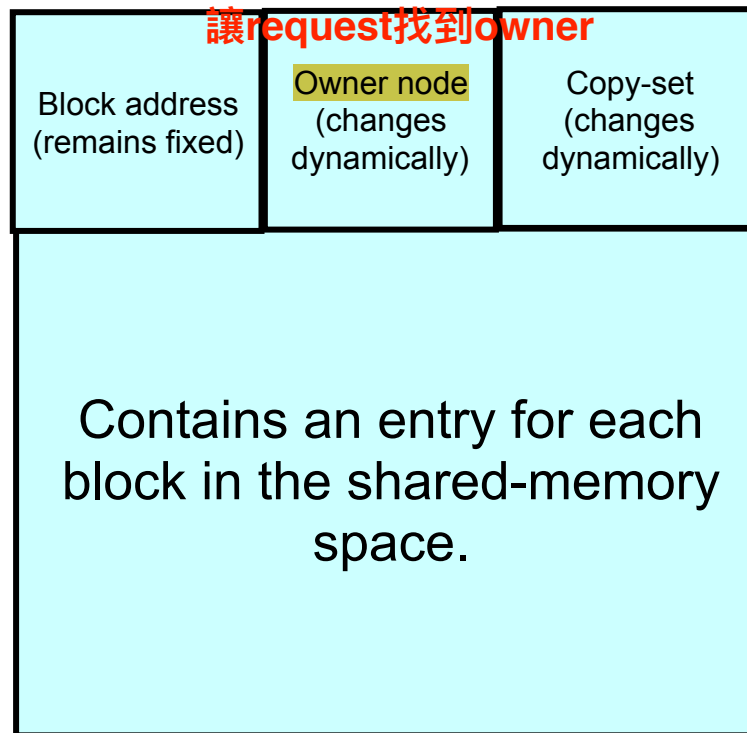 讓request找到owner
Block address
(remains fixed)
Owner node
(changes
dynamically)
Copy-set
(changes
dynamically)
Contains an entry for each
block in the shared-memory
space.